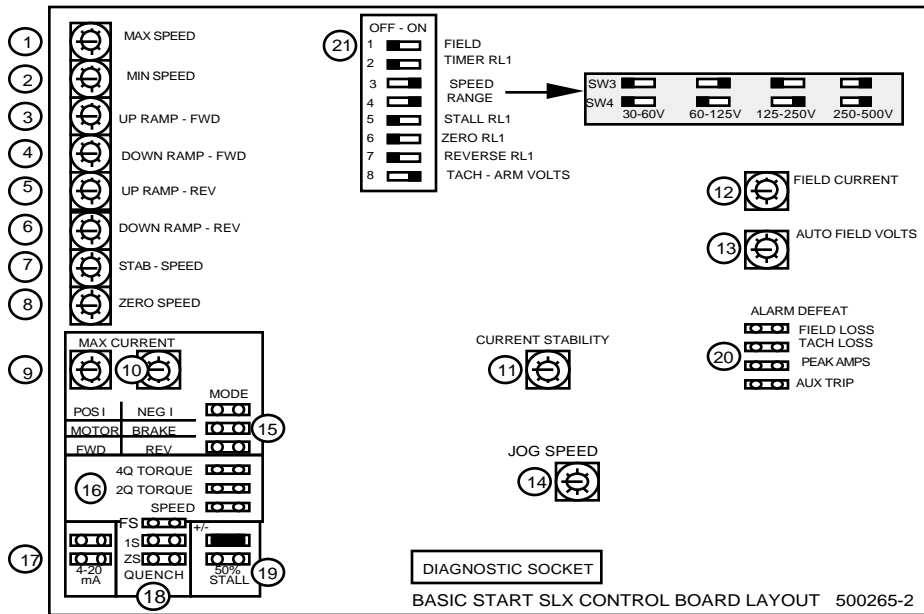 1 MAX SPEED
2 MIN SPEED
3 UP RAMP - FWD
4 DOWN RAMP - FWD
5 UP RAMP - REV
6 DOWN RAMP - REV
7 STAB - SPEED
8 ZERO SPEED
21
OFF - ON
1 FIELD
2 TIMER RL1
3 SPEED
4 RANGE
5 STALL RL1
6 ZERO RL1
7 REVERSE RL1
8 TACH - ARM VOLTS
SW3
SW4
30-60V 60-125V 125-250V 250-500V
12 FIELD CURRENT
13 AUTO FIELD VOLTS
ALARM DEFEAT
20
FIELD LOSS
TACH LOSS
PEAK AMPS
AUX TRIP
MAX CURRENT
9 10
MODE
POS I NEG I
MOTOR BRAKE
FWD REV
15
16
4Q TORQUE
2Q TORQUE
SPEED
CURRENT STABILITY
11
JOG SPEED
14
17
4-20
mA
FS
1S
ZS
QUENCH
18
+/-
50%
STALL
19
DIAGNOSTIC SOCKET
BASIC START SLX CONTROL BOARD LAYOUT 500265-2